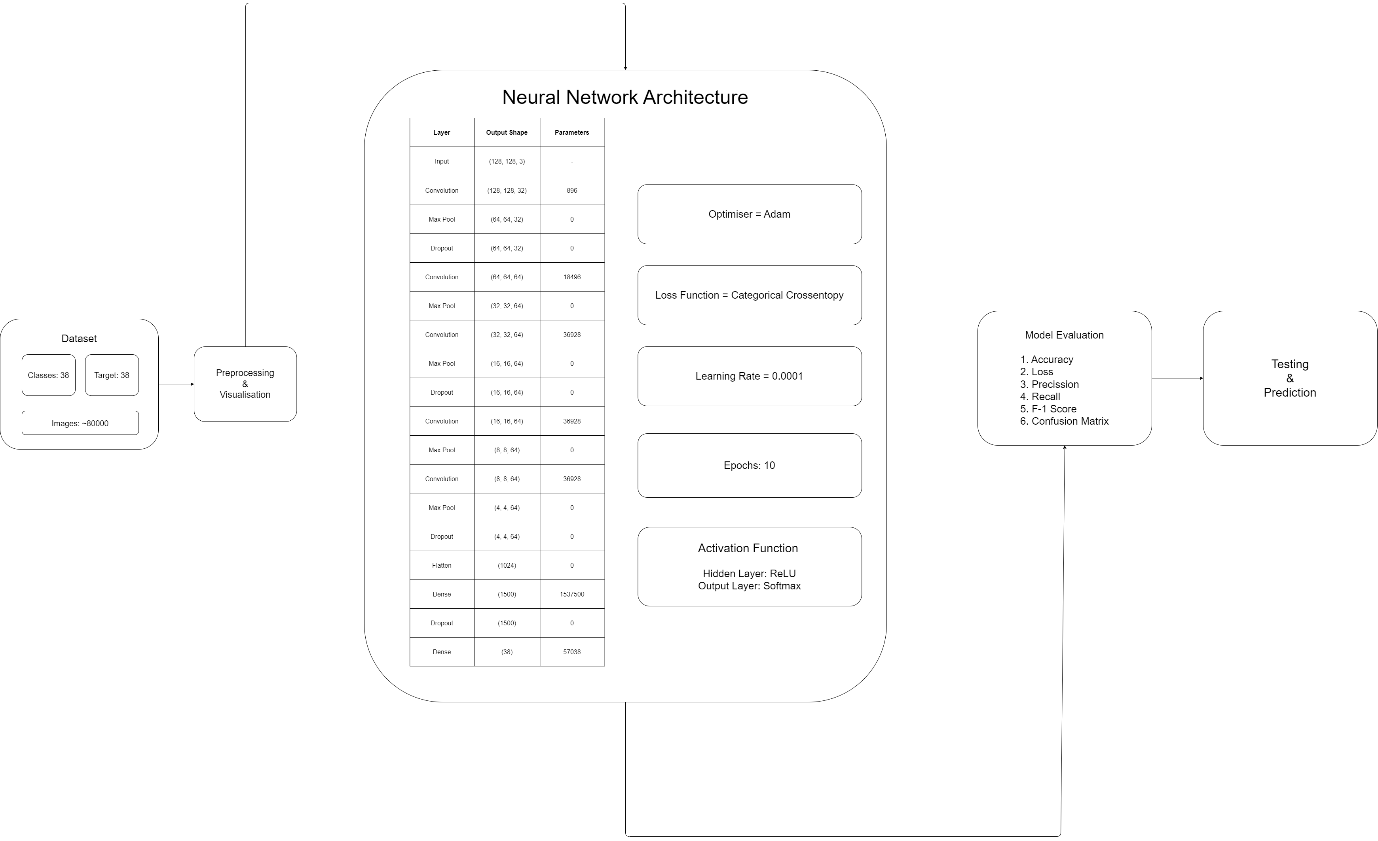 Dataset
Classes: 38
Target: 38
Images: ~80000
Preprocessing
&
Visualisation
Neural Network Architecture
Layer Output Shape Parameters
Input (128, 128, 3) -
Convolution (128, 128, 32) 896
Max Pool (64, 64, 32) 0
Dropout (64, 64, 32) 0
Convolution (64, 64, 64) 18496
Max Pool (32, 32, 64) 0
Convolution (32, 32, 64) 36928
Max Pool (16, 16, 64) 0
Dropout (16, 16, 64) 0
Convolution (16, 16, 64) 36928
Max Pool (8, 8, 64) 0
Convolution (8, 8, 64) 36928
Max Pool (4, 4, 64) 0
Dropout (4, 4, 64) 0
Flatten (1024) 0
Dense (1500) 1537500
Dropout (1500) 0
Dense (38) 57038
Optimiser = Adam
Loss Function = Categorical Crossentopy
Learning Rate = 0.0001
Epochs: 10
Activation Function
Hidden Layer: ReLU
Output Layer: Softmax
Model Evaluation
1. Accuracy
2. Loss
3. Precission
4. Recall
5. F-1 Score
6. Confusion Matrix
Testing
&
Prediction